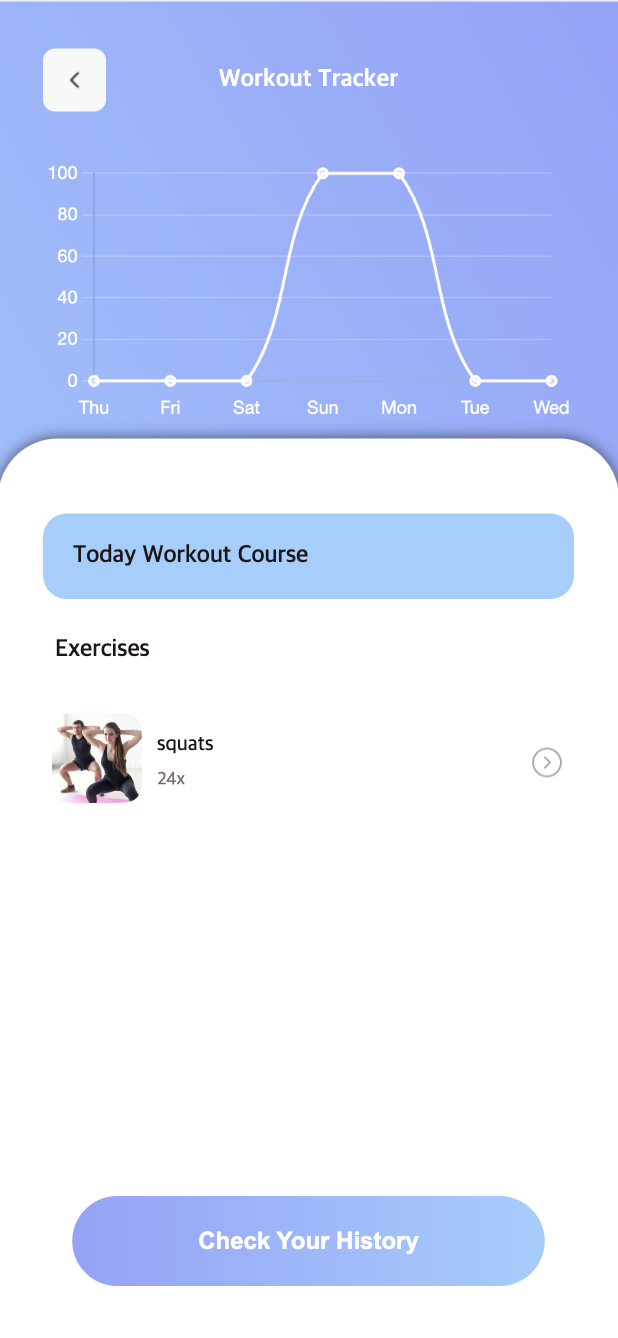 Workout Tracker
100
80
60
40
20
0
Thu Fri Sat Sun Mon Tue Wed
Today Workout Course
Exercises
squats
24x
Check Your History